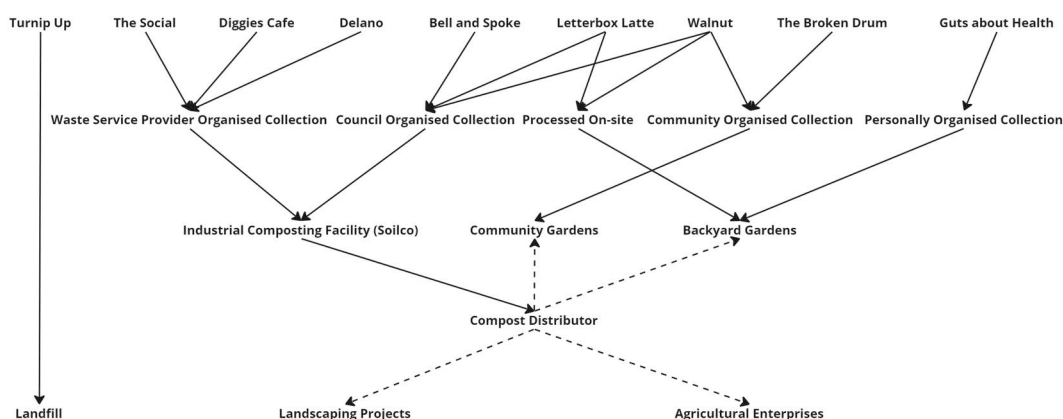 Turnip Up
The Social
Diggies Cafe
Delano
Bell and Spoke
Letterbox Latte
Walnut
The Broken Drum
Guts about Health
Waste Service Provider Organised Collection
Council Organised Collection
Processed On-site
Community Organised Collection
Personally Organised Collection
Industrial Composting Facility (Soilco)
Community Gardens
Backyard Gardens
Compost Distributor
Landfill
Landscaping Projects
Agricultural Enterprises